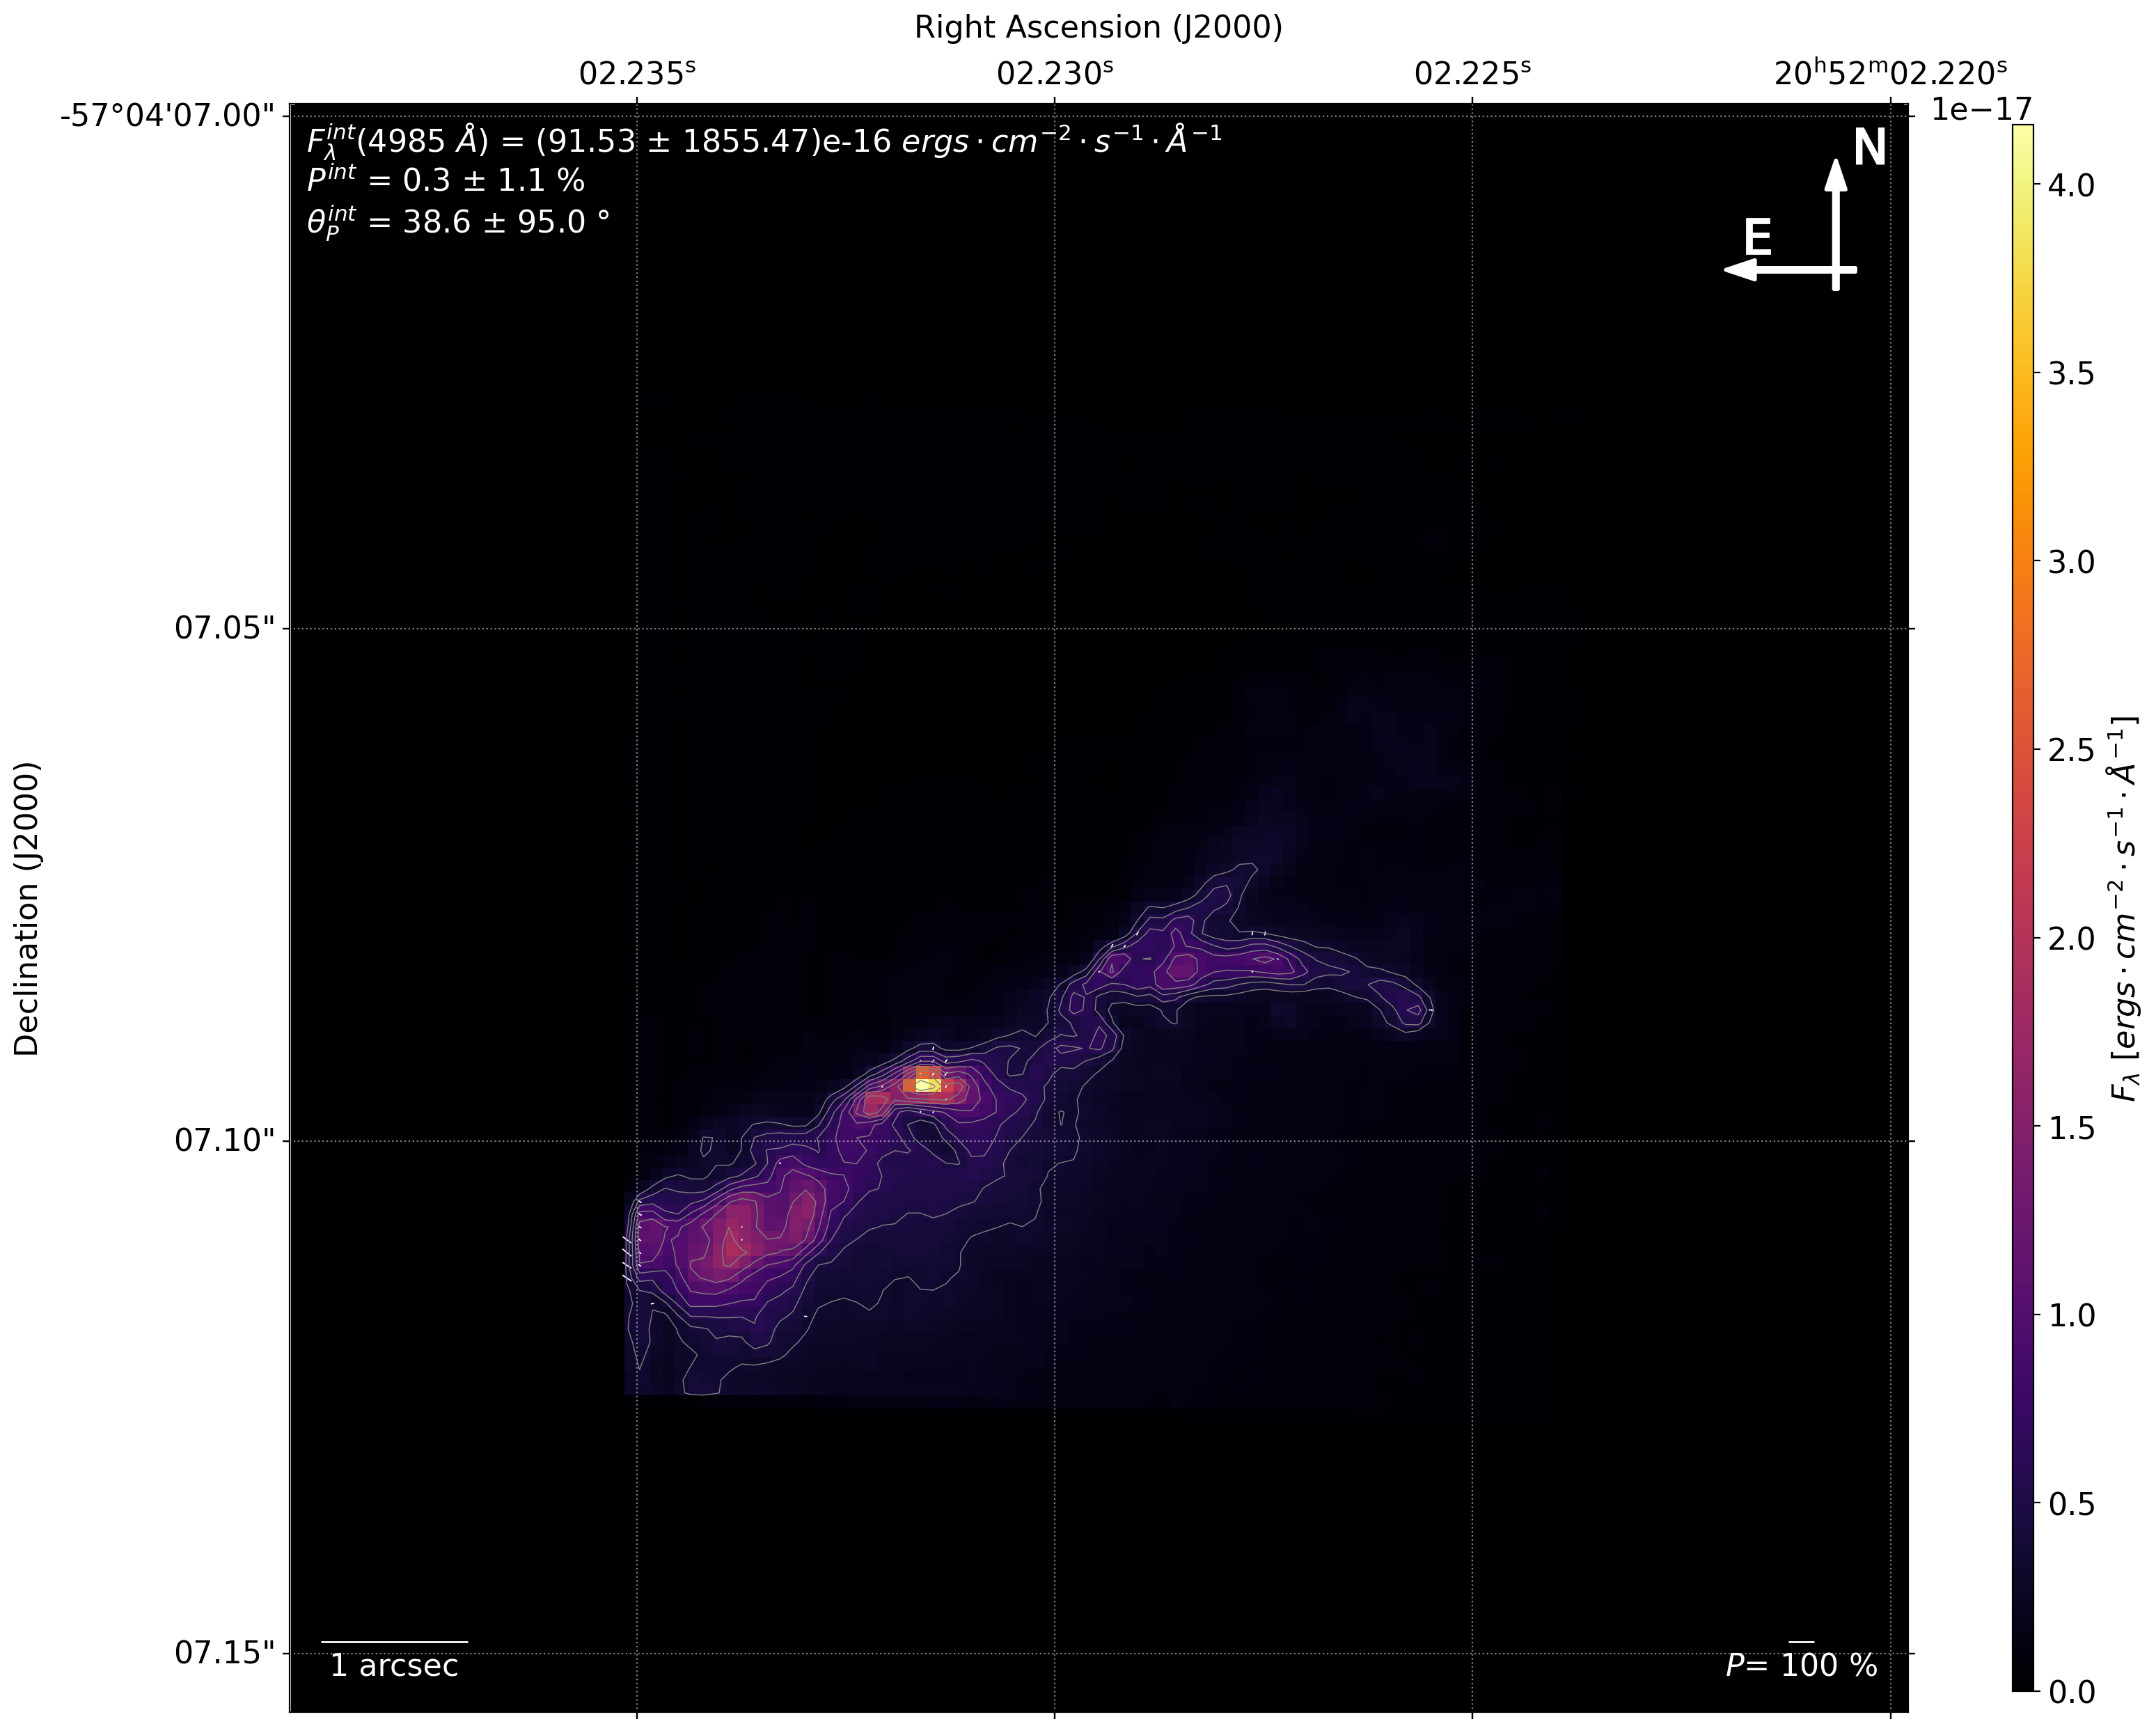 Right Ascension (J2000)
02.235ˢ 02.230ˢ 02.225ˢ 20ʰ52ᵐ02.220ˢ
-57°04'07.00"
07.05"
07.10"
07.15"
Declination (J2000)
F_λ^int(4985 Å) = (91.53 ± 1855.47)e-16 ergs · cm⁻² · s⁻¹ · Å⁻¹
P^int = 0.3 ± 1.1 %
θ_P^int = 38.6 ± 95.0 °
N
E
1 arcsec
P= 100 %
1e−17
4.0
3.5
3.0
2.5
2.0
1.5
1.0
0.5
0.0
F_λ [ergs · cm⁻² · s⁻¹ · Å⁻¹]